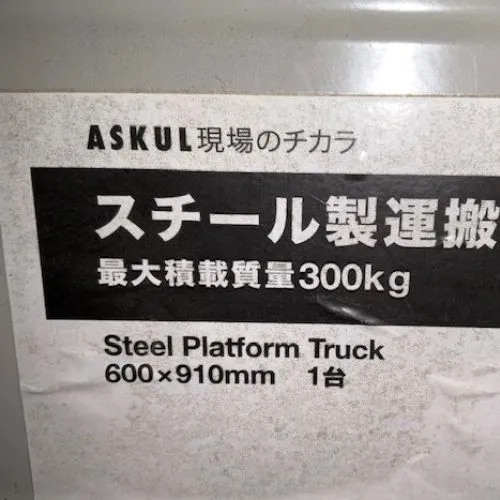 ASKUL現場のチカラ
スチール製運搬
最大積載質量300kg
Steel Platform Truck
600×910mm 1台